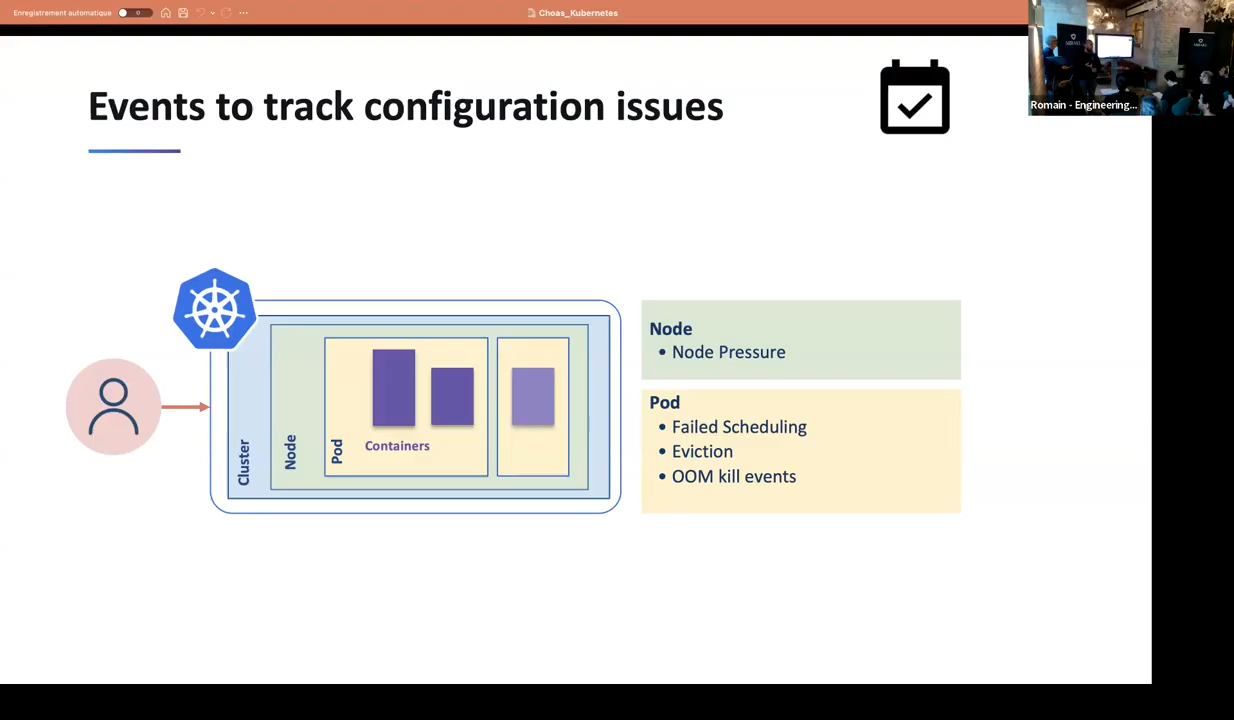 Enregistrement automatique
Choas_Kubernetes
Romain - Engineering...
Events to track configuration issues
Cluster
Node
Pod
Containers
Node
• Node Pressure
Pod
• Failed Scheduling
• Eviction
• OOM kill events